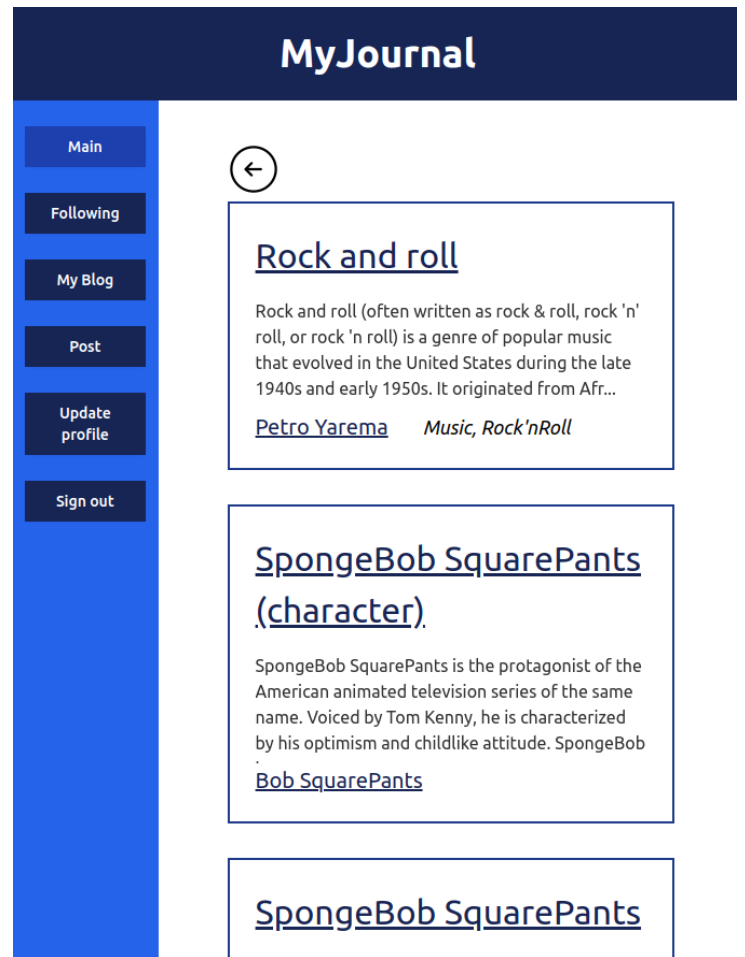 MyJournal
Main
Following
My Blog
Post
Update
profile
Sign out
Rock and roll
Rock and roll (often written as rock & roll, rock 'n'
roll, or rock 'n roll) is a genre of popular music
that evolved in the United States during the late
1940s and early 1950s. It originated from Afr...
Petro Yarema Music, Rock'nRoll
SpongeBob SquarePants
(character)
SpongeBob SquarePants is the protagonist of the
American animated television series of the same
name. Voiced by Tom Kenny, he is characterized
by his optimism and childlike attitude. SpongeBob
Bob SquarePants
SpongeBob SquarePants